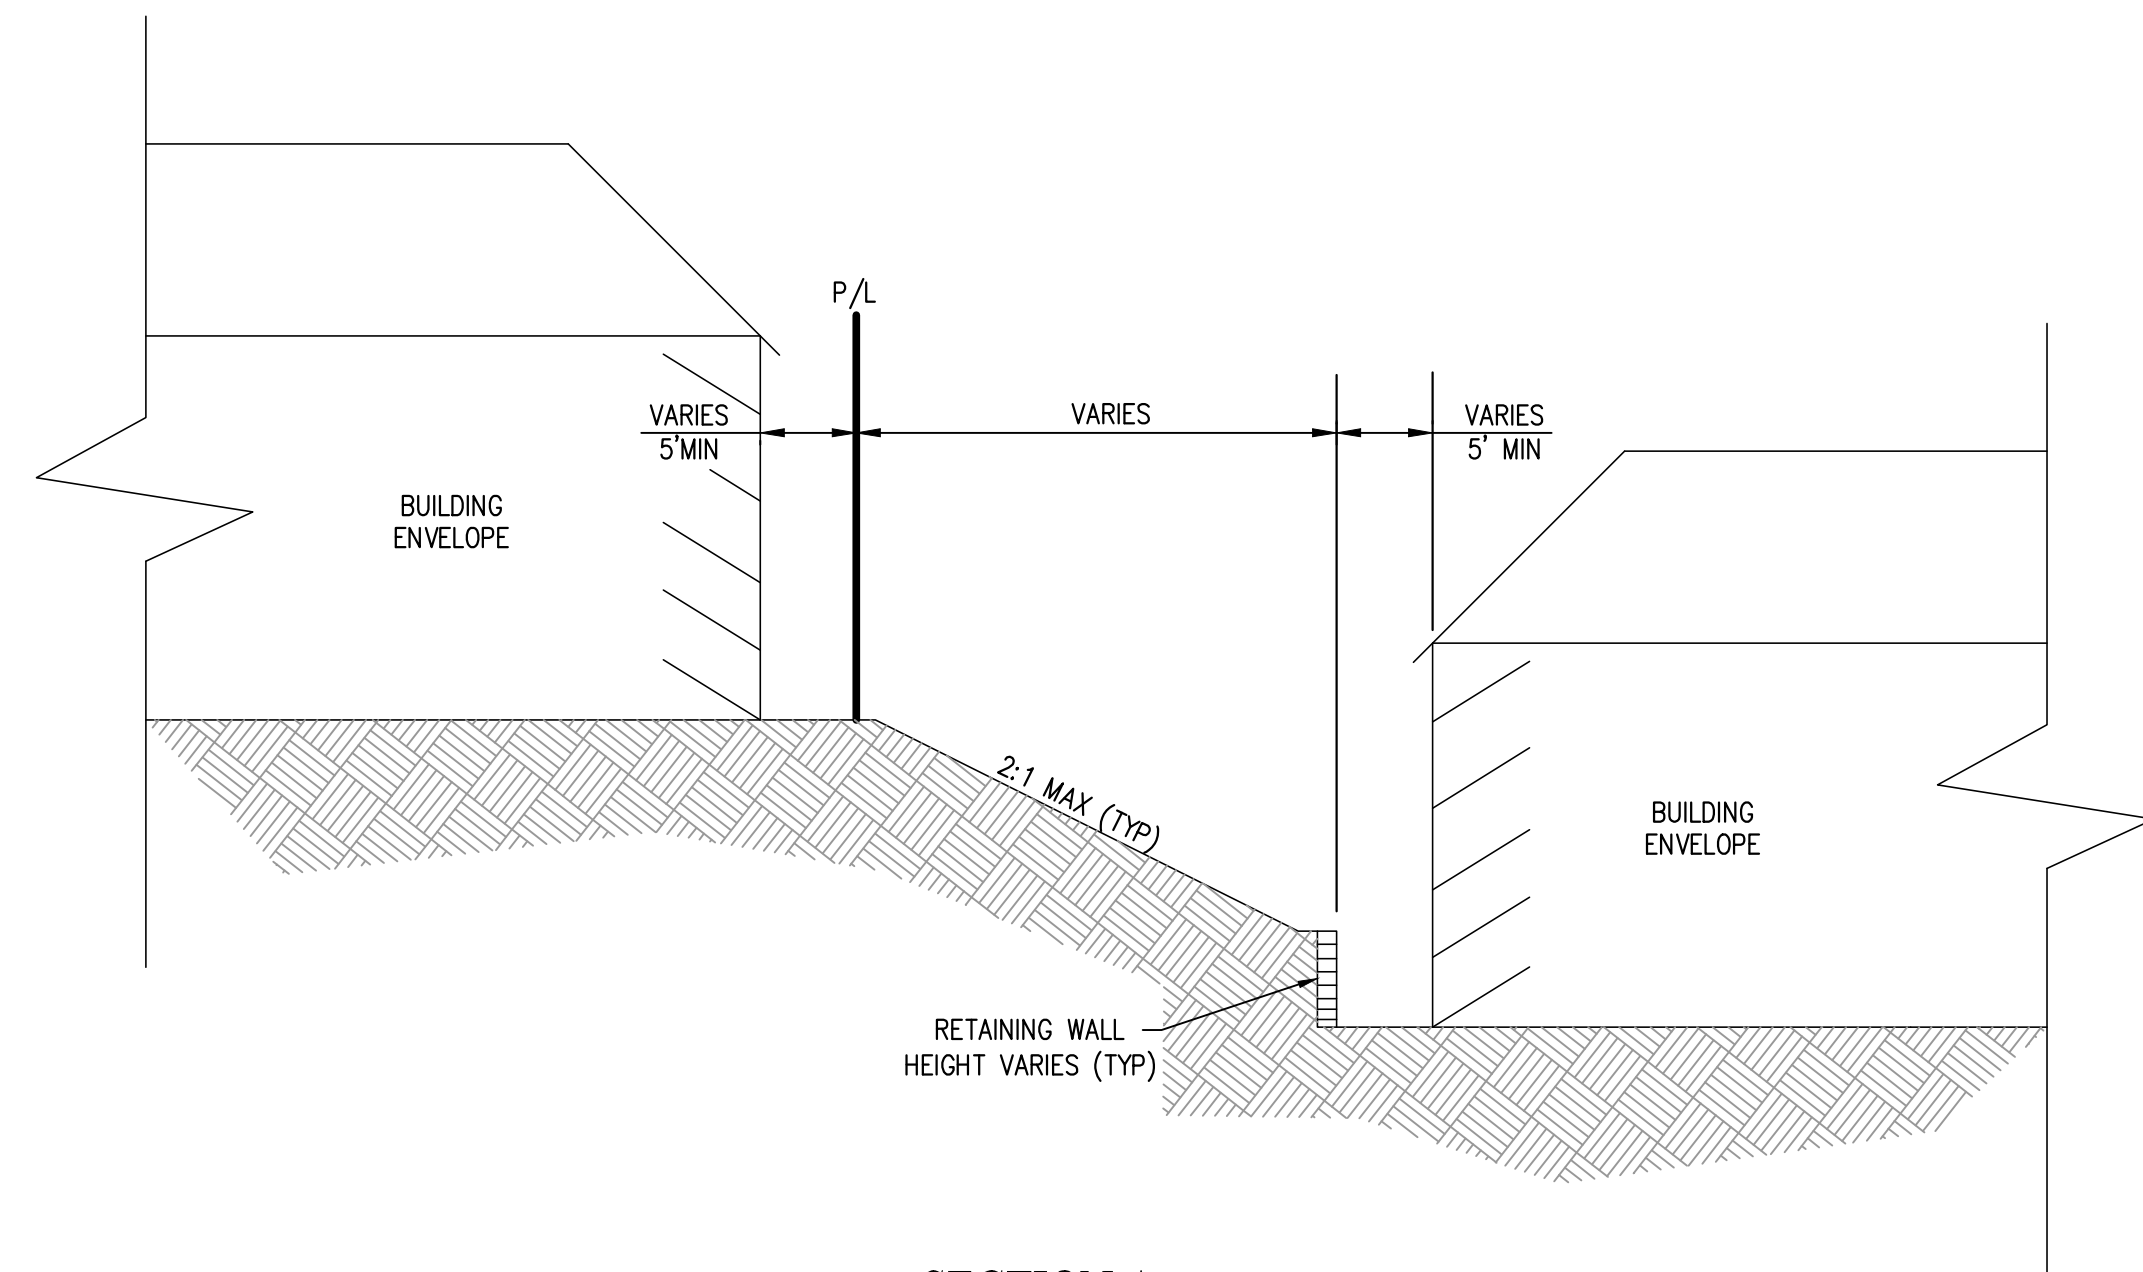 P/L
VARIES
5'MIN
VARIES
VARIES
5' MIN
BUILDING
ENVELOPE
2:1 MAX (TYP)
BUILDING
ENVELOPE
RETAINING WALL
HEIGHT VARIES (TYP)